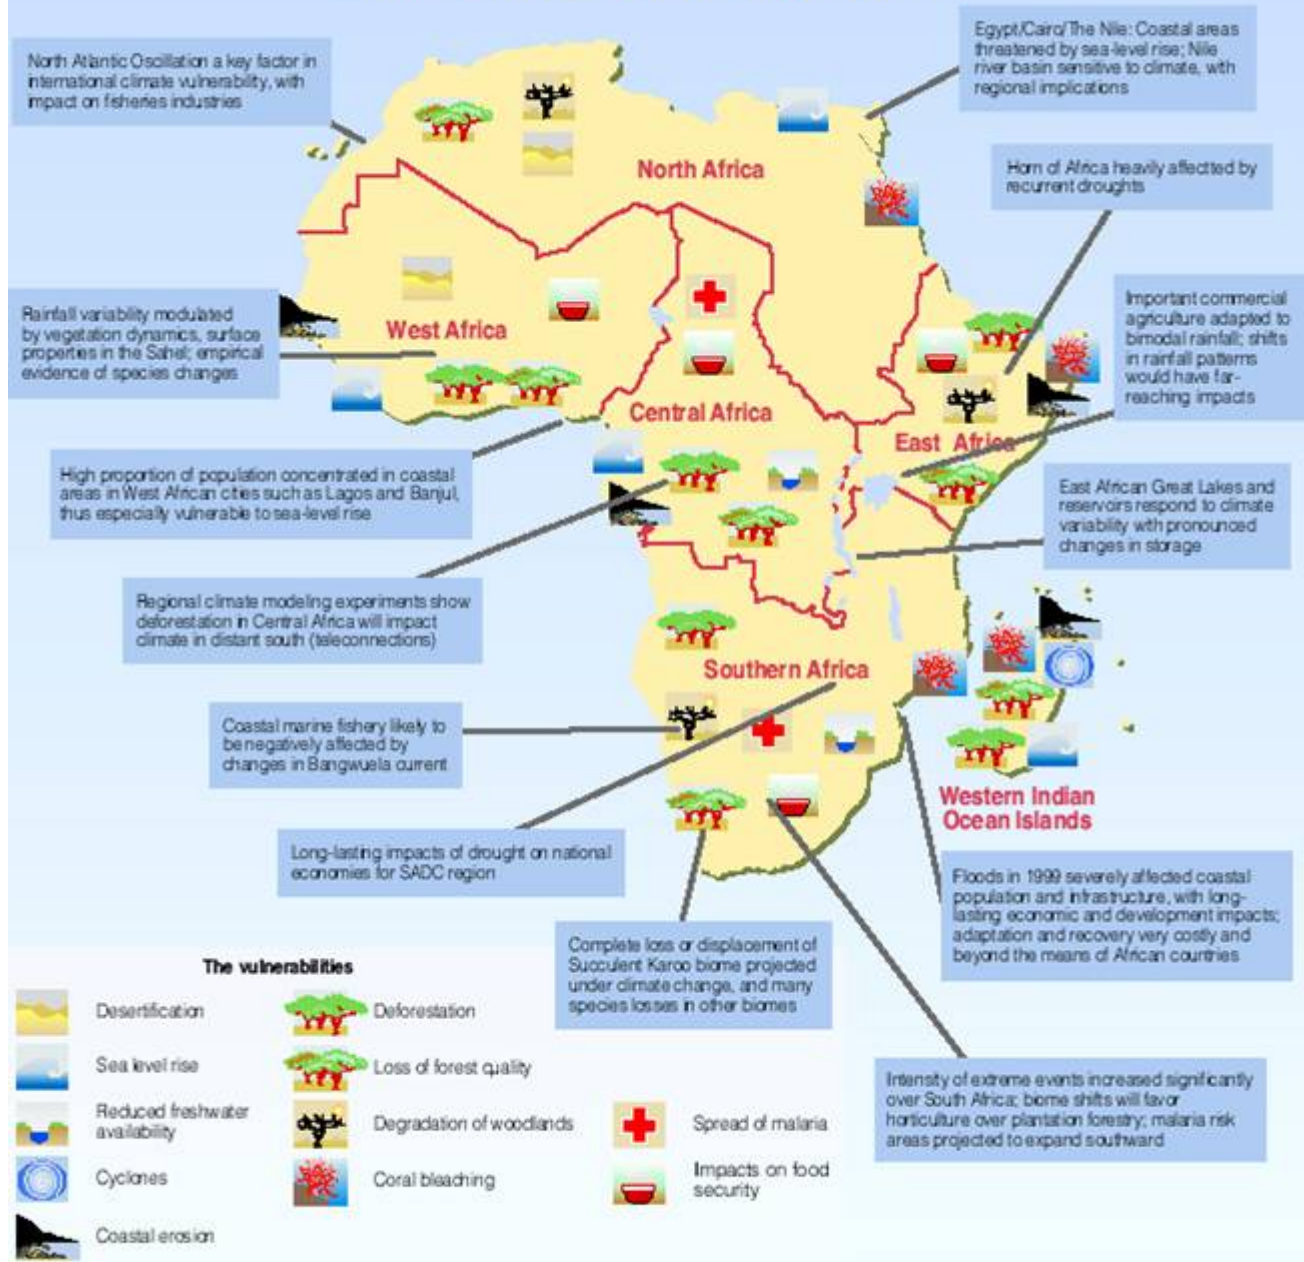 North Atlantic Oscillation a key factor in
international climate vulnerability, with
impact on fisheries industries
Egypt/Cairo/The Nile: Coastal areas
threatened by sea-level rise; Nile
river basin sensitive to climate, with
regional implications
North Africa
Horn of Africa heavily affectted by
recurrent droughts
Rainfall variability modulated
by vegetation dynamics, surface
properties in the Sahel; empirical
evidence of species changes
West Africa
Important commercial
agriculture adapted to
bimodal rainfall; shifts
in rainfall patterns
would have far-
reaching impacts
Central Africa
East Africa
High proportion of population concentrated in coastal
areas in West African cities such as Lagos and Banjul,
thus especially vulnerable to sea-level rise
East African Great Lakes and
reservoirs respond to climate
variability with pronounced
changes in storage
Regional climate modeling experiments show
deforestation in Central Africa will impact
climate in distant south (teleconnections)
Southern Africa
Coastal marine fishery likely to
be negatively affected by
changes in Bangwuela current
Western Indian
Ocean Islands
Long-lasting impacts of drought on national
economies for SADC region
Floods in 1999 severely affected coastal
population and infrastructure, with long-
lasting economic and development impacts;
adaptation and recovery very costly and
beyond the means of African countries
Complete loss or displacement of
Succulent Karoo biome projected
under climate change, and many
species losses in other biomes
Intensity of extreme events increased significantly
over South Africa; biome shifts will favor
horticulture over plantation forestry; malaria risk
areas projected to expand southward
The vulnerabilities
Desertification
Sea level rise
Reduced freshwater
availability
Cyclones
Coastal erosion
Deforestation
Loss of forest quality
Degradation of woodlands
Coral bleaching
Spread of malaria
Impacts on food
security